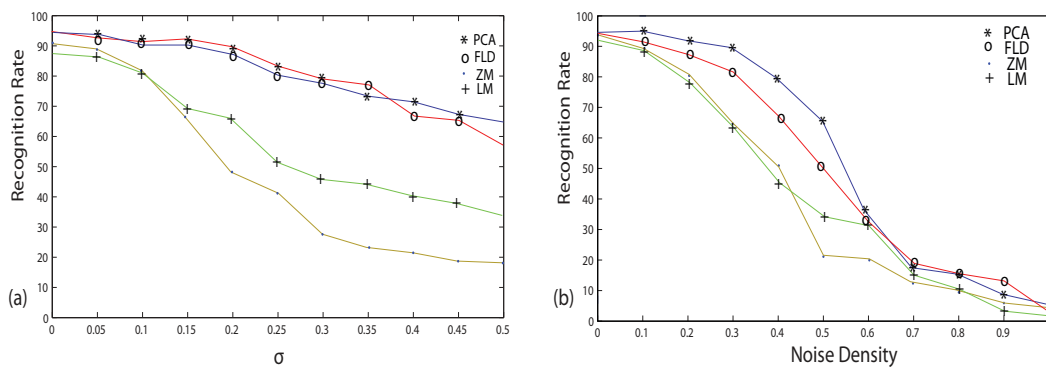 100
90
80
70
60
50
40
30
20
10
0
Recognition Rate
PCA
FLD
ZM
LM
(a)
0 0.05 0.1 0.15 0.2 0.25 0.3 0.35 0.4 0.45 0.5
σ
100
90
80
70
60
50
40
30
20
10
0
Recognition Rate
PCA
FLD
ZM
LM
(b)
0.1 0.2 0.3 0.4 0.5 0.6 0.7 0.8 0.9
Noise Density